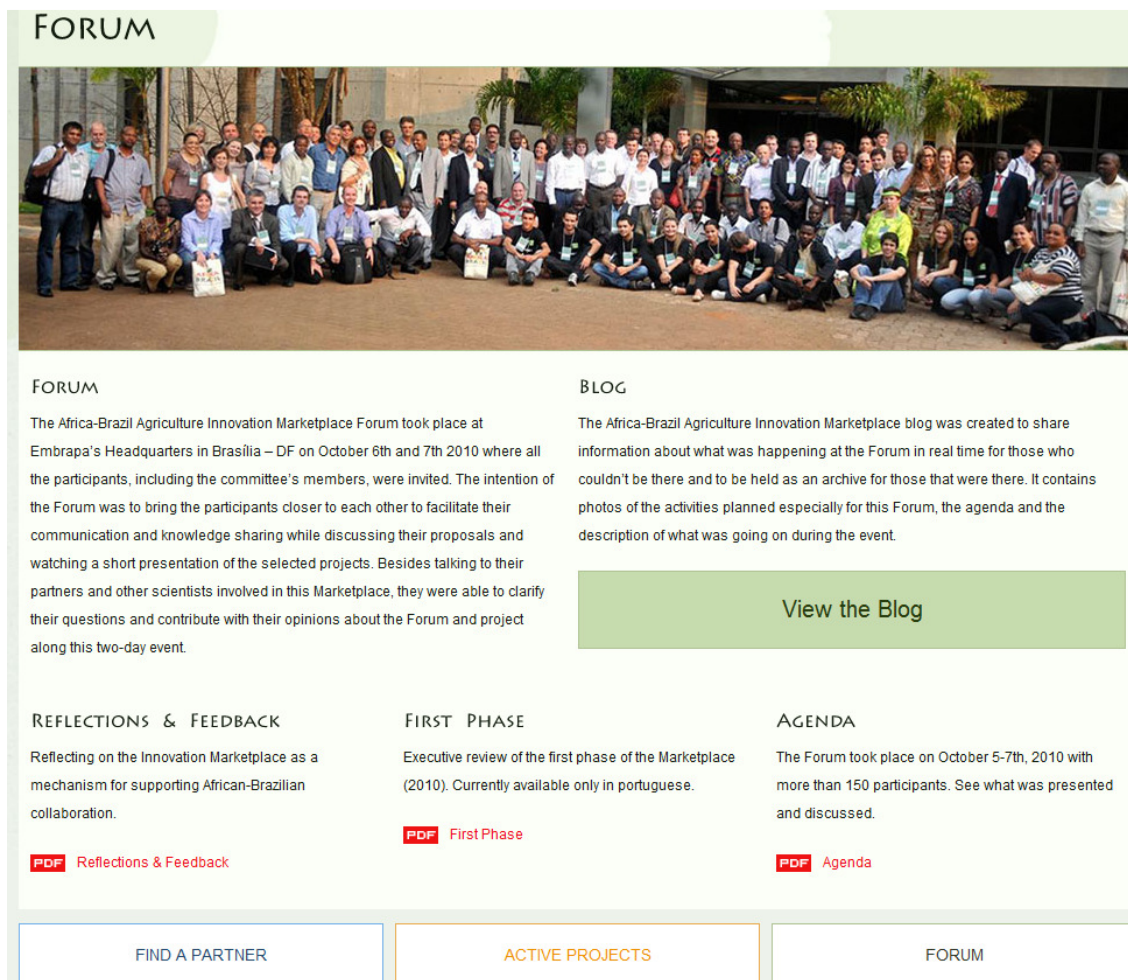 FORUM
FORUM
The Africa-Brazil Agriculture Innovation Marketplace Forum took place at
Embrapa's Headquarters in Brasília – DF on October 6th and 7th 2010 where all
the participants, including the committee's members, were invited. The intention of
the Forum was to bring the participants closer to each other to facilitate their
communication and knowledge sharing while discussing their proposals and
watching a short presentation of the selected projects. Besides talking to their
partners and other scientists involved in this Marketplace, they were able to clarify
their questions and contribute with their opinions about the Forum and project
along this two-day event.
BLOG
The Africa-Brazil Agriculture Innovation Marketplace blog was created to share
information about what was happening at the Forum in real time for those who
couldn't be there and to be held as an archive for those that were there. It contains
photos of the activities planned especially for this Forum, the agenda and the
description of what was going on during the event.
View the Blog
REFLECTIONS & FEEDBACK
Reflecting on the Innovation Marketplace as a
mechanism for supporting African-Brazilian
collaboration.
PDF Reflections & Feedback
FIRST PHASE
Executive review of the first phase of the Marketplace
(2010). Currently available only in portuguese.
PDF First Phase
AGENDA
The Forum took place on October 5-7th, 2010 with
more than 150 participants. See what was presented
and discussed.
PDF Agenda
FIND A PARTNER
ACTIVE PROJECTS
FORUM